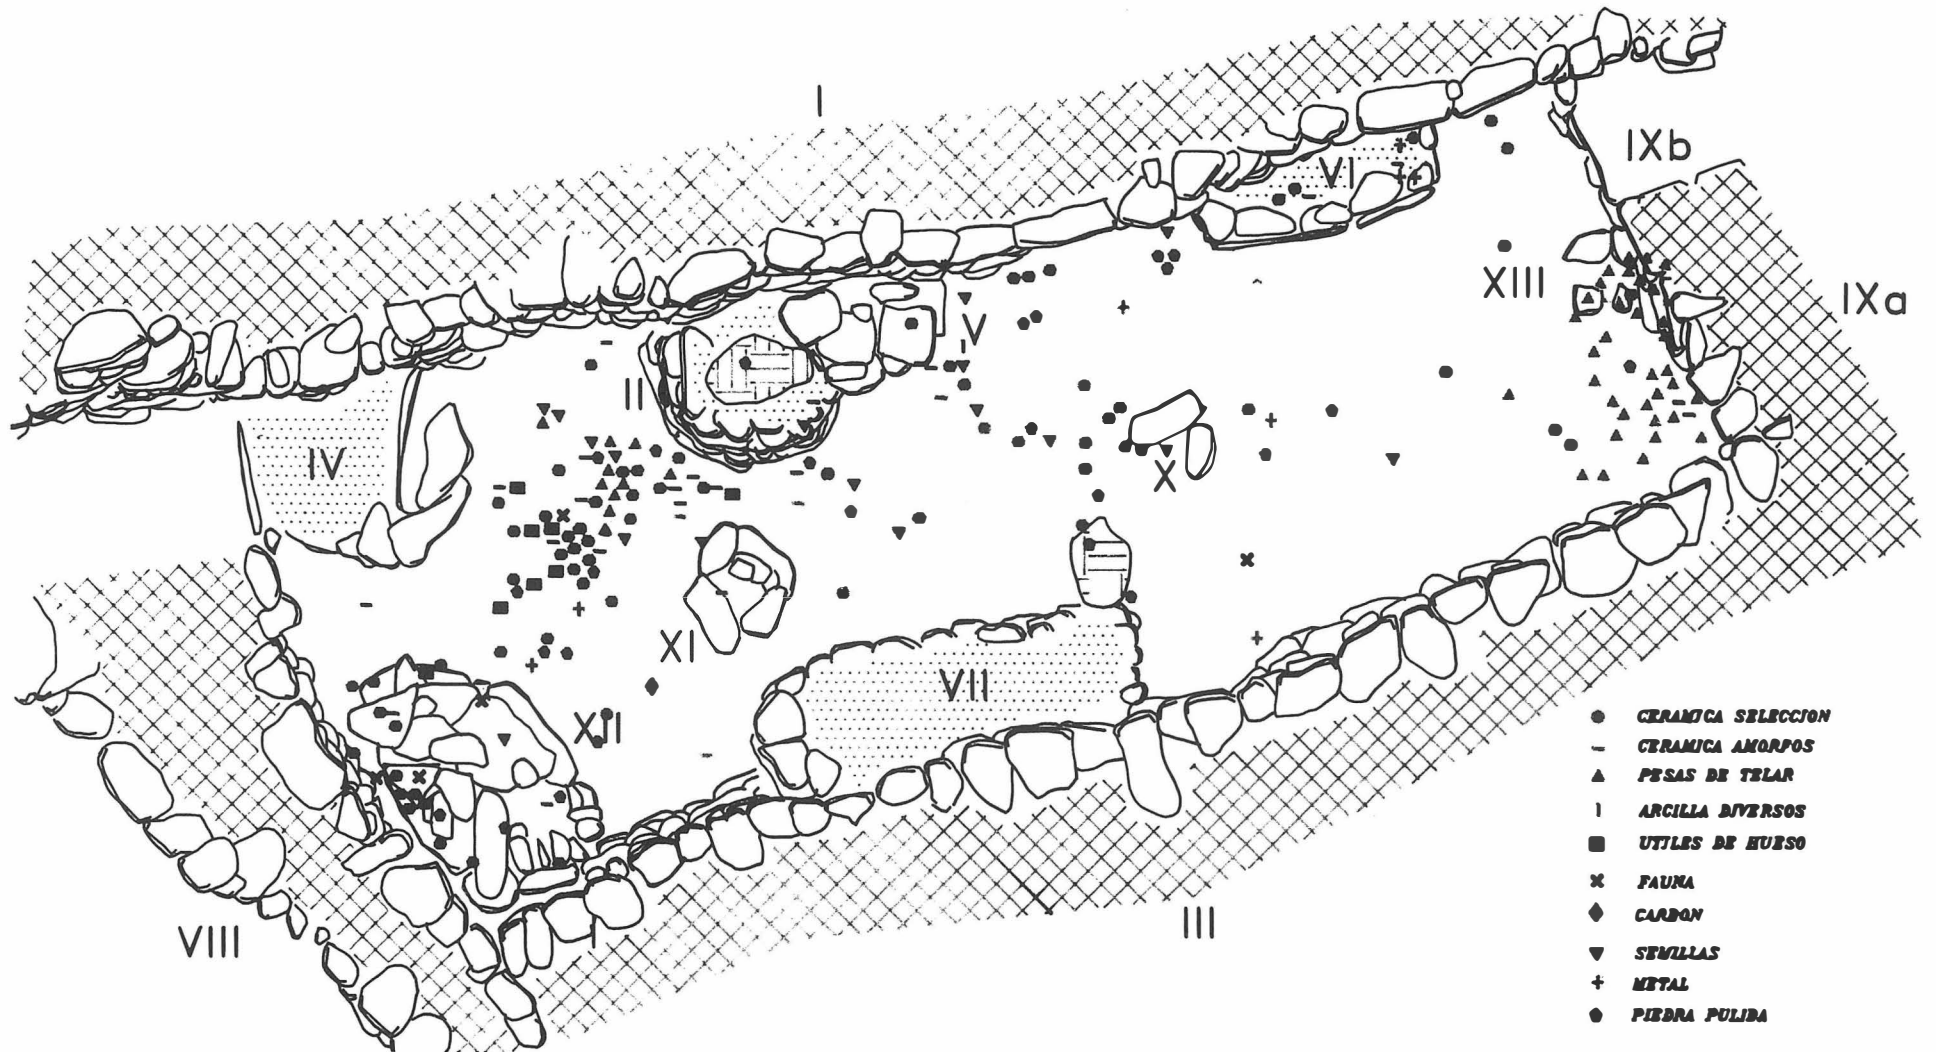 I
IXb
VI
XIII
IXa
V
II
IV
X
XI
VII
XII
VIII
III
CERAMICA SELECCION
CERAMICA AMORFOS
PESAS DE TELAR
ARCILLA DIVERSOS
UTILES DE HUESO
FAUNA
CARBON
SEMILLAS
METAL
PIEDRA PULIDA